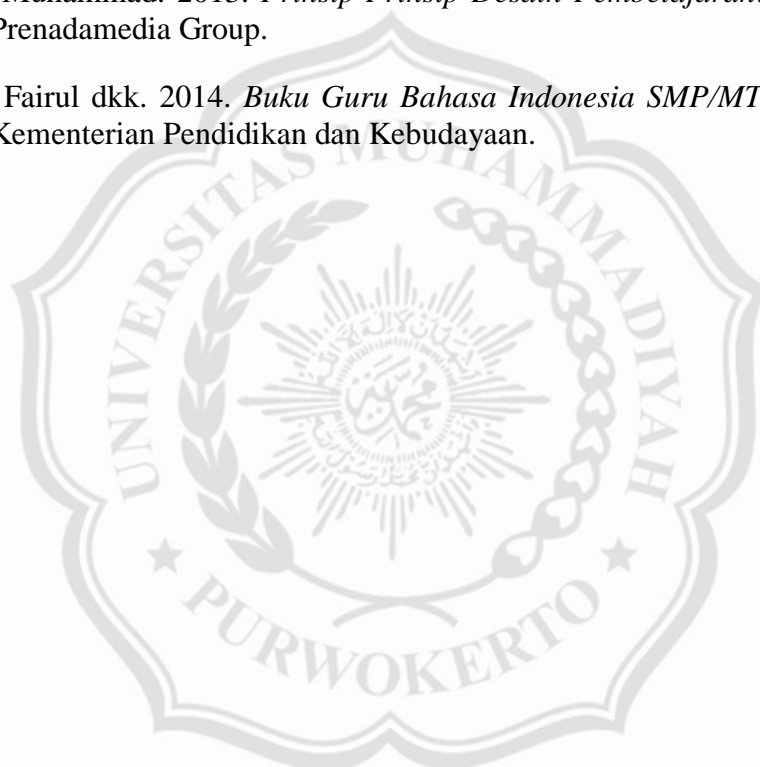 Muhammad. Prinsip-Prinsip Desain Pembelajaran
Prenadamedia Group.
Fairul dkk. 2014. Buku Guru Bahasa Indonesia SMP/MT
Kementerian Pendidikan dan Kebudayaan.
UNIVERSITAS MUHAMMADIYAH
محمدية
PURWOKERTO